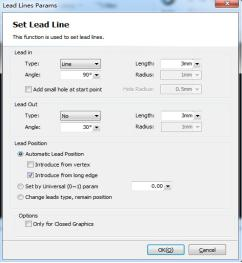 Lead Lines Params
Set Lead Line
This function is used to set lead lines.
Lead in
Type: Line Length: 3mm
Angle: 90° Radius: 1mm
Add small hole at start point Hole Radius: 0.5mm
Lead Out
Type: No Length: 3mm
Angle: 30° Radius: 1mm
Lead Position
Automatic Lead Position
Introduce from vertex
Introduce from long edge
Set by Universal (0~1) param 0.00
Change leads type, remain position
Options
Only for Closed Graphics
OK(O) Cancel